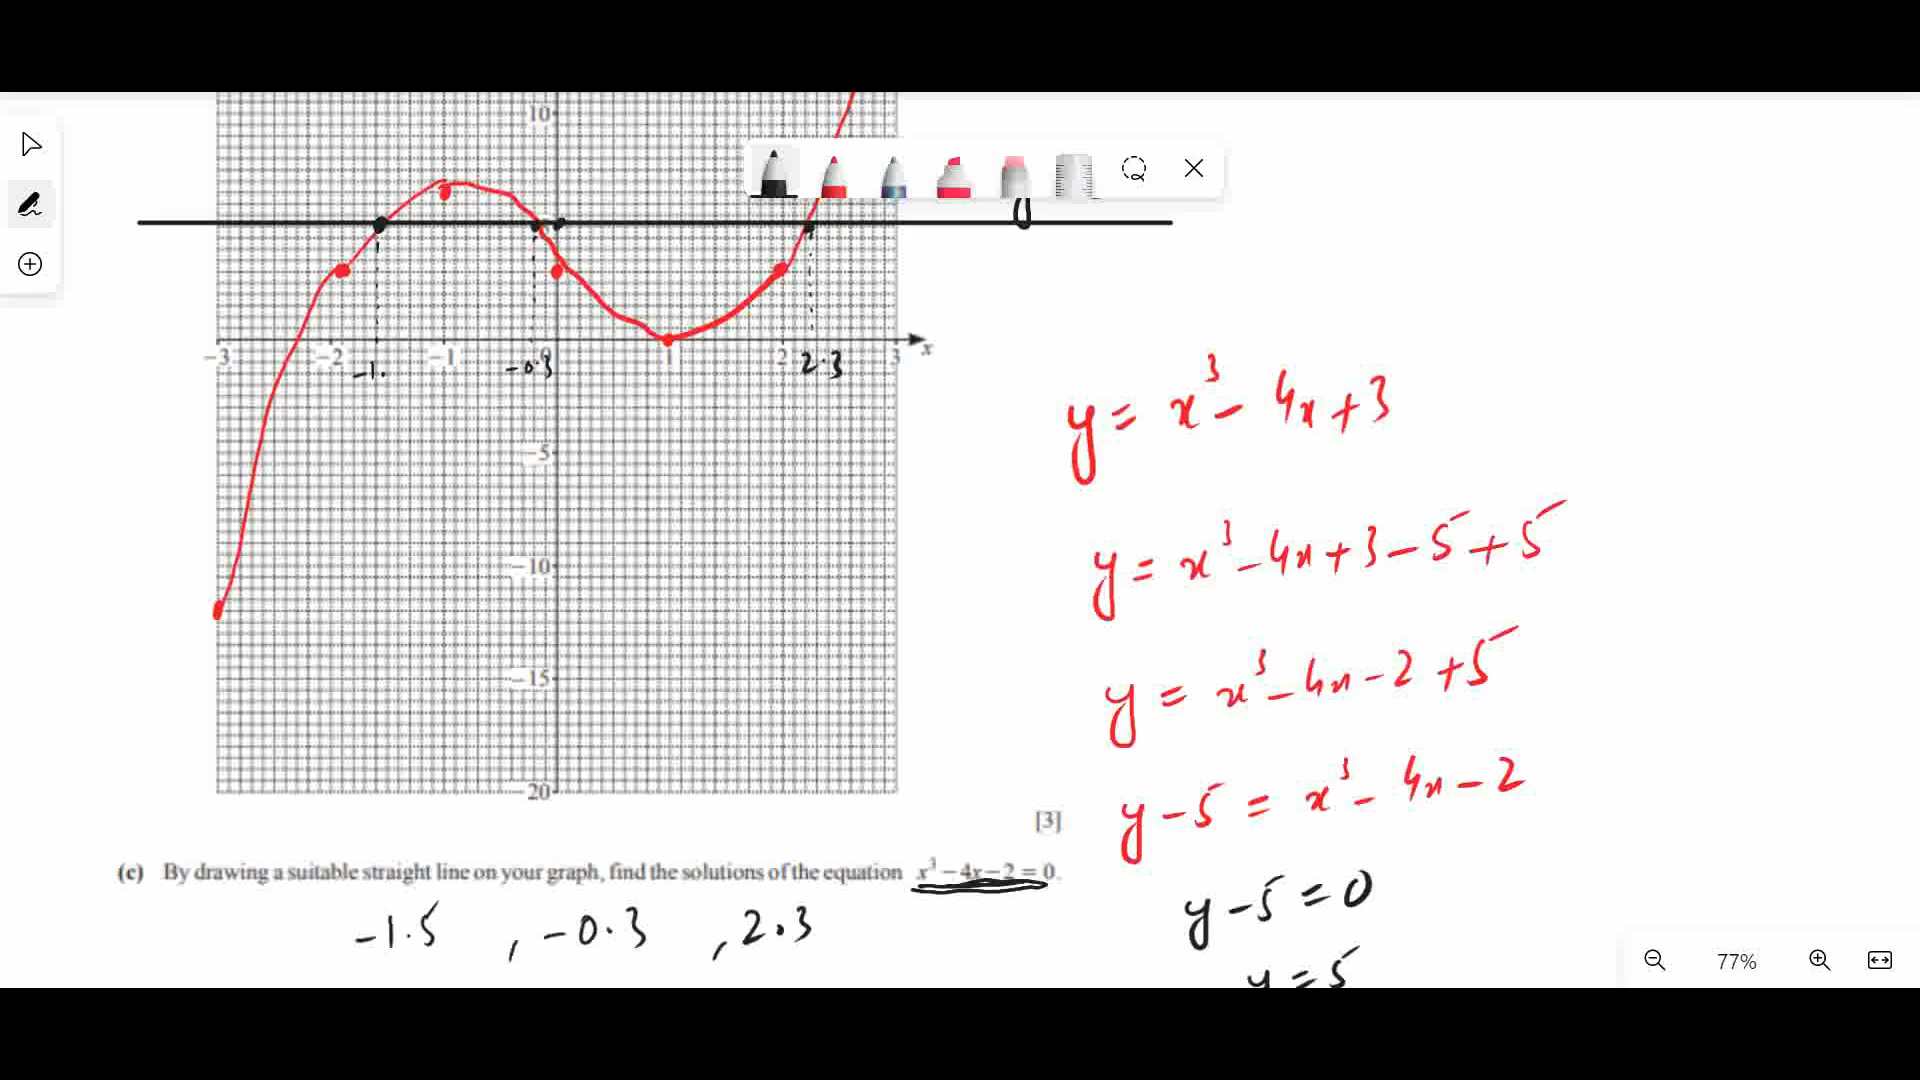 10
-3 -2 -1 0 1 2 3 x
-1. -0.3 2.3
-5
-10
-15
-20
y = x³ - 4x + 3
y = x³ - 4x + 3 - 5 + 5
y = x³ - 4x - 2 + 5
y - 5 = x³ - 4x - 2
[3]
(c) By drawing a suitable straight line on your graph, find the solutions of the equation x³ - 4x - 2 = 0.
y - 5 = 0
-1.5 , -0.3 , 2.3
y = 5
77%